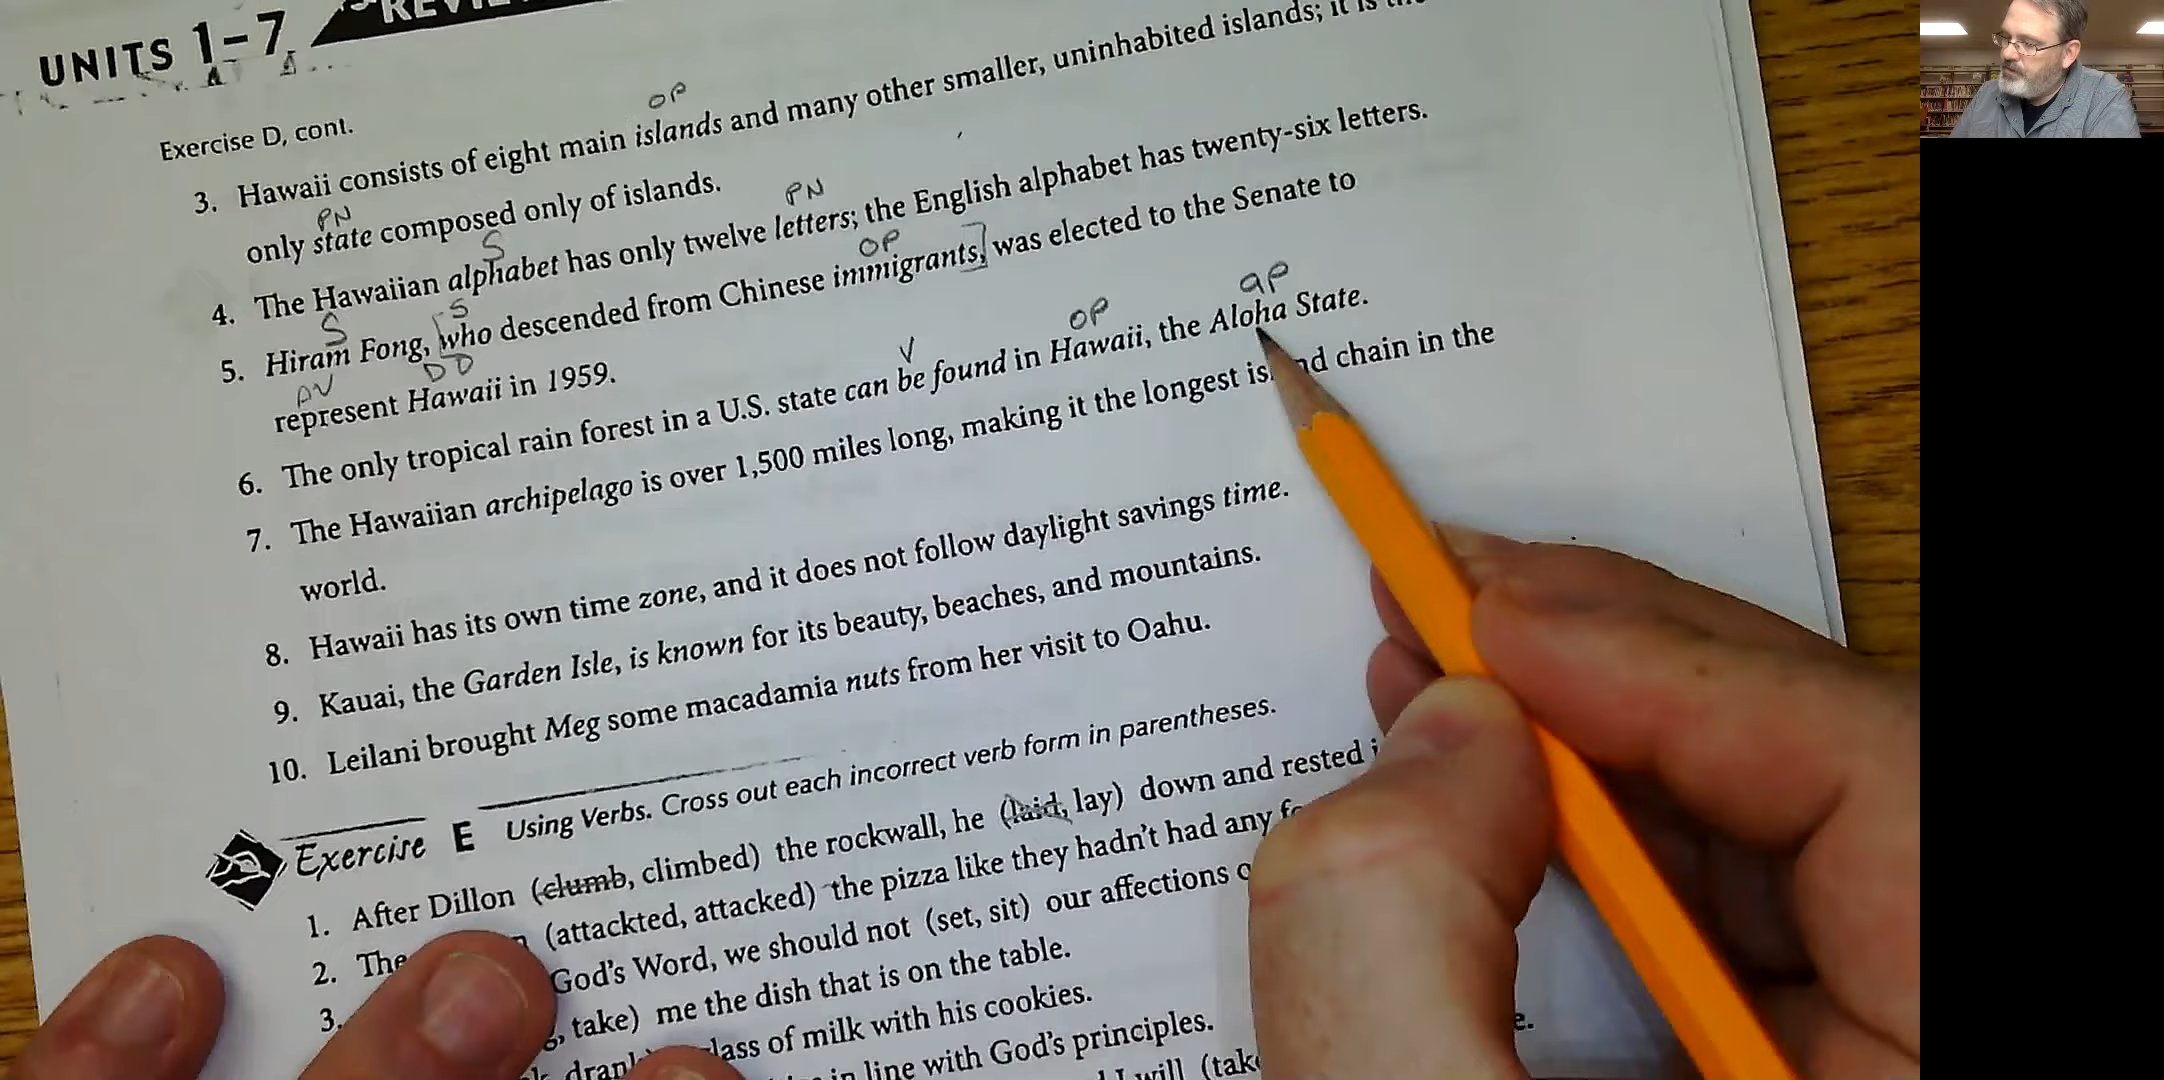 UNITS 1–7
REVIEW
Exercise D, cont.
OP
3. Hawaii consists of eight main islands and many other smaller, uninhabited islands; it is the
PN
only state composed only of islands.
S PN
4. The Hawaiian alphabet has only twelve letters; the English alphabet has twenty-six letters.
S S OP
5. Hiram Fong, who descended from Chinese immigrants, was elected to the Senate to
AV DO
represent Hawaii in 1959.
V OP ap
6. The only tropical rain forest in a U.S. state can be found in Hawaii, the Aloha State.
7. The Hawaiian archipelago is over 1,500 miles long, making it the longest island chain in the
world.
8. Hawaii has its own time zone, and it does not follow daylight savings time.
9. Kauai, the Garden Isle, is known for its beauty, beaches, and mountains.
10. Leilani brought Meg some macadamia nuts from her visit to Oahu.
Exercise E Using Verbs. Cross out each incorrect verb form in parentheses.
1. After Dillon (clumb, climbed) the rockwall, he (laid, lay) down and rested
2. The (attackted, attacked) the pizza like they hadn't had any
3. God's Word, we should not (set, sit) our affections
take) me the dish that is on the table.
of milk with his cookies.
in line with God's principles.
I will